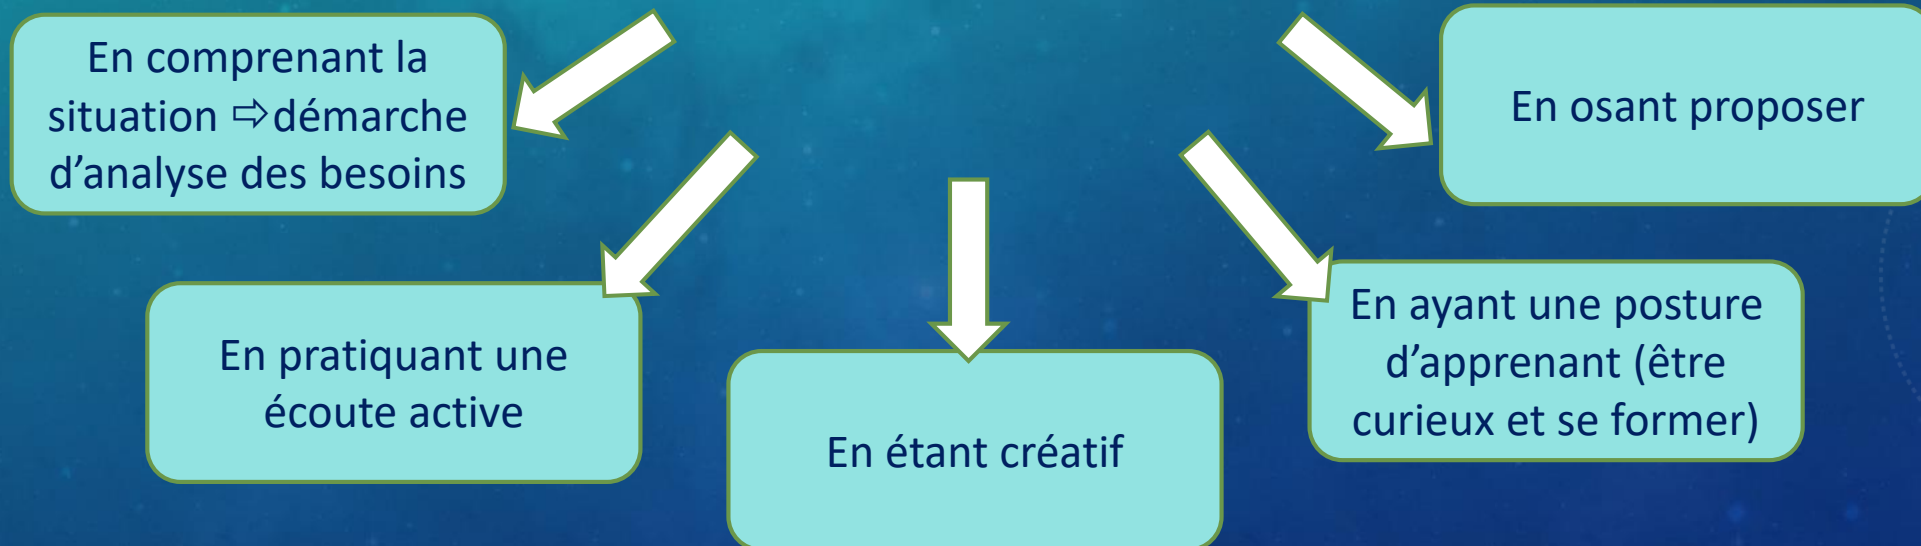 En comprenant la
situation ⇨démarche
d’analyse des besoins
En osant proposer
En pratiquant une
écoute active
En étant créatif
En ayant une posture
d’apprenant (être
curieux et se former)